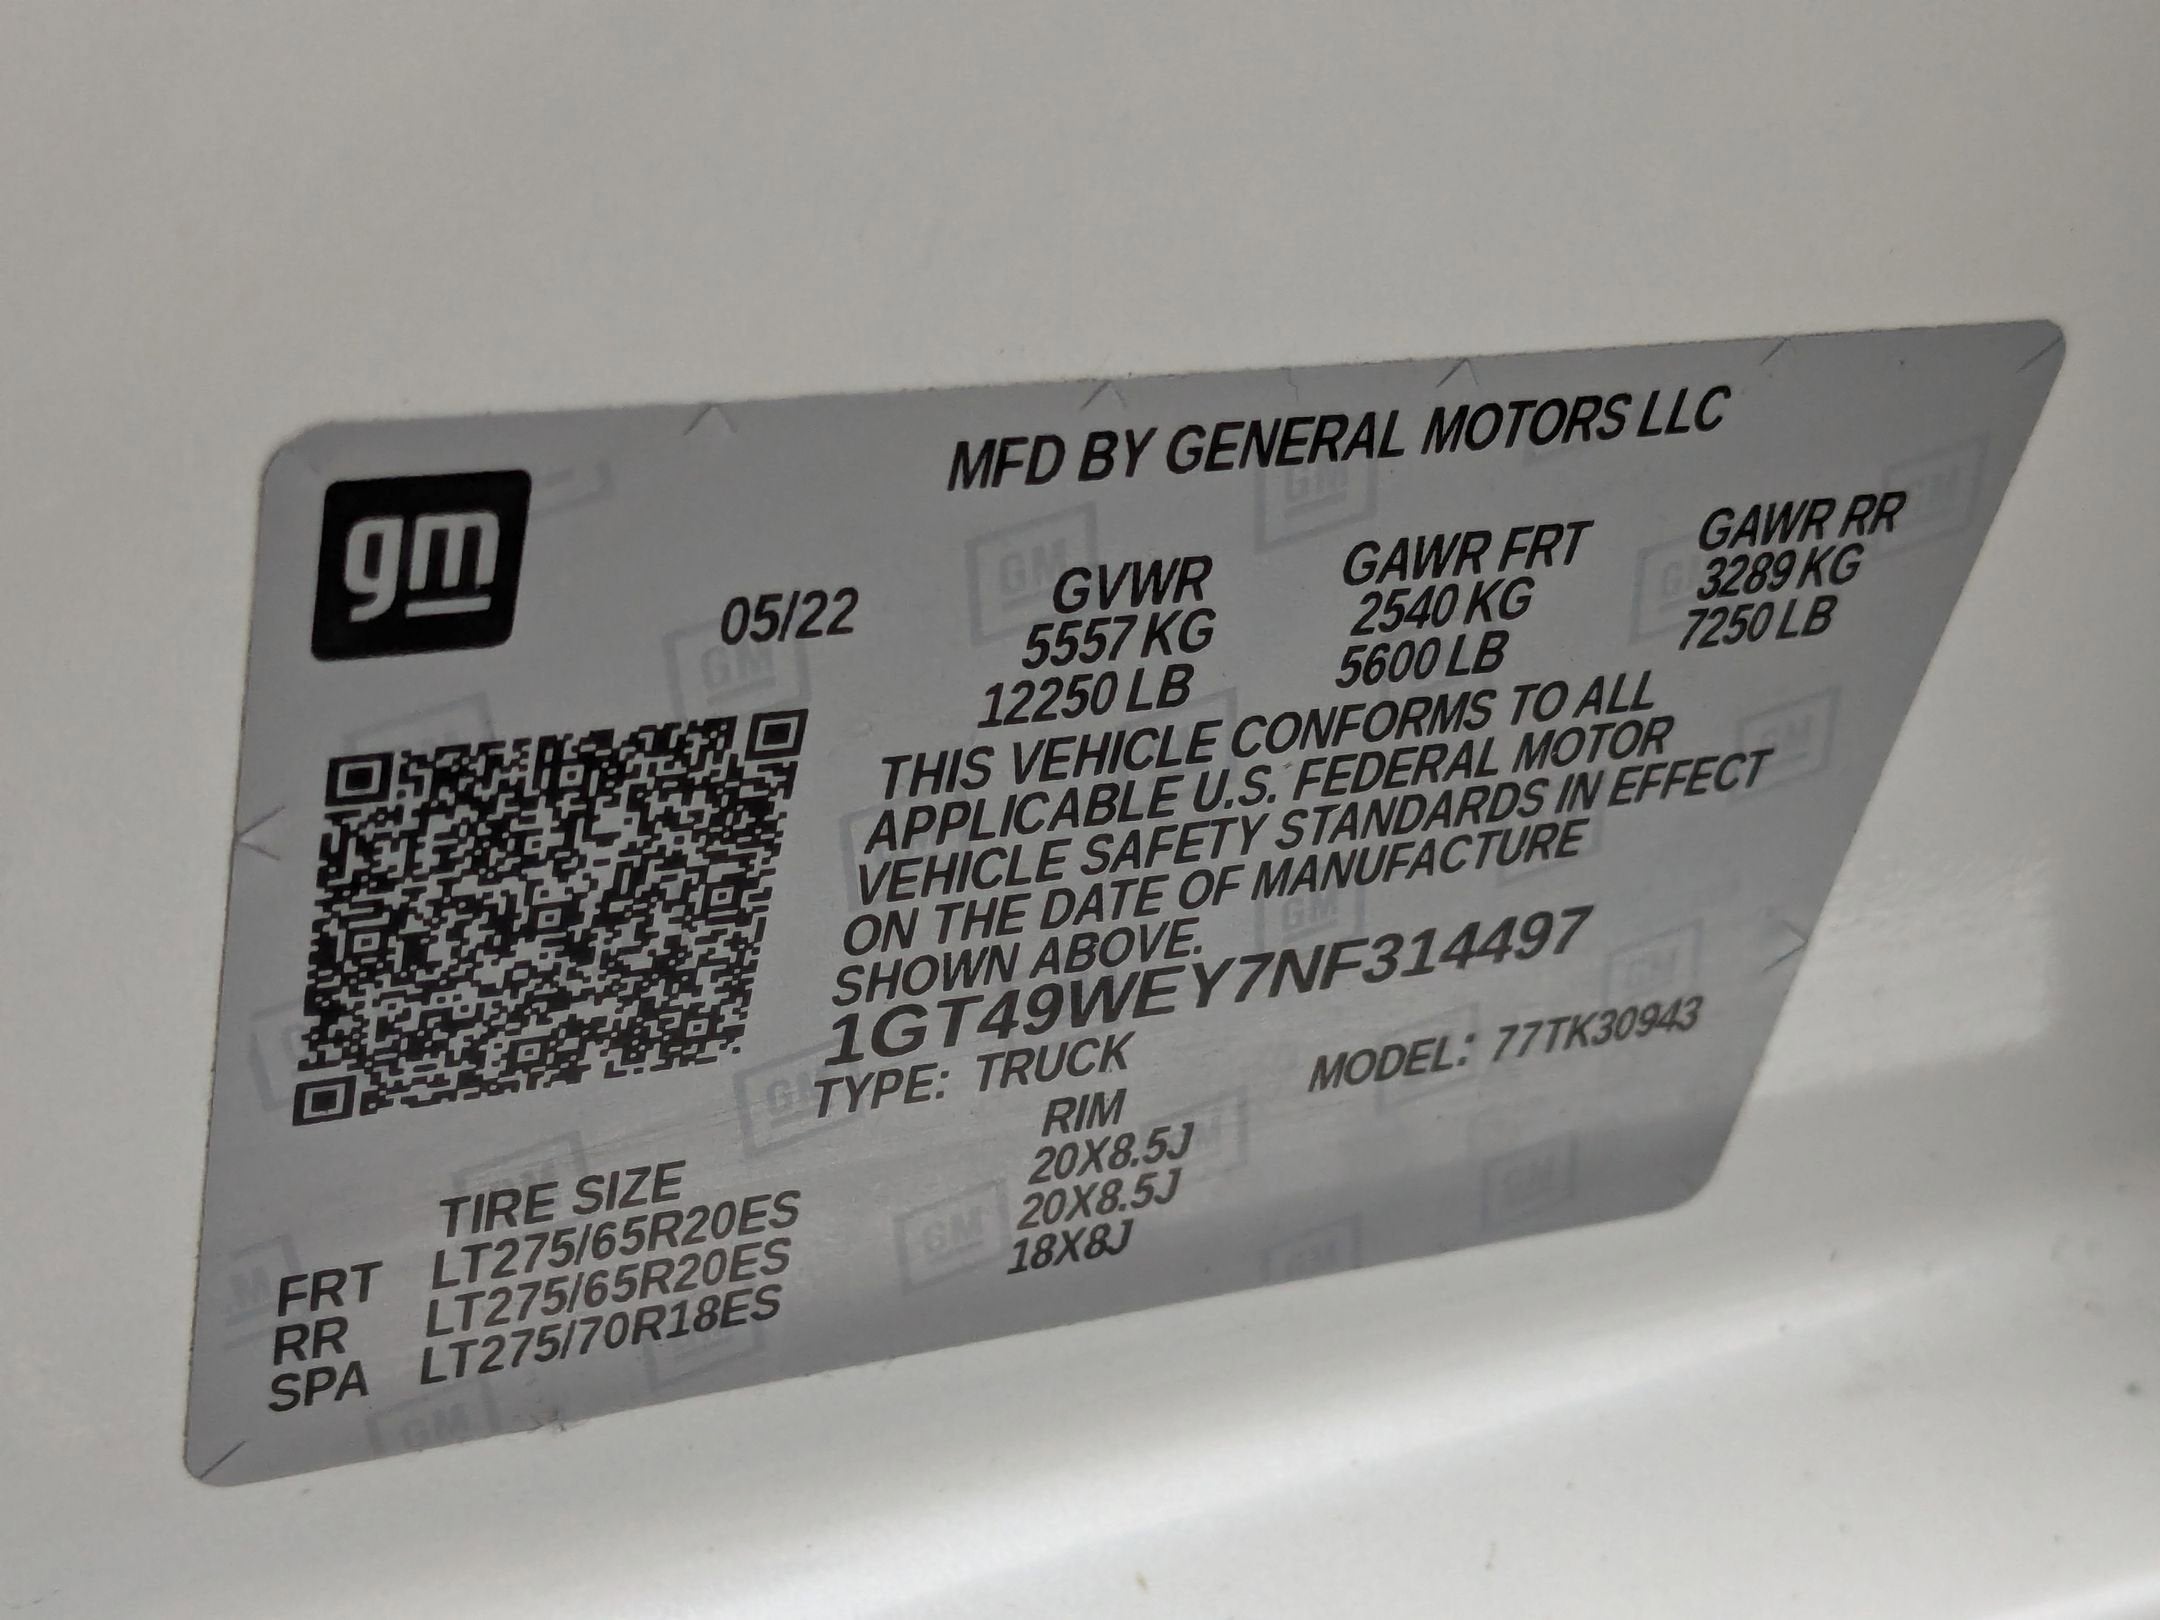 MFD BY GENERAL MOTORS LLC
gm
05/22
GVWR GAWR FRT GAWR RR
5557 KG 2540 KG 3289 KG
12250 LB 5600 LB 7250 LB
THIS VEHICLE CONFORMS TO ALL
APPLICABLE U.S. FEDERAL MOTOR
VEHICLE SAFETY STANDARDS IN EFFECT
ON THE DATE OF MANUFACTURE
SHOWN ABOVE.
1GT49WEY7NF314497
TYPE: TRUCK MODEL: 77TK30943
TIRE SIZE RIM
FRT LT275/65R20ES 20X8.5J
RR LT275/65R20ES 20X8.5J
SPA LT275/70R18ES 18X8J